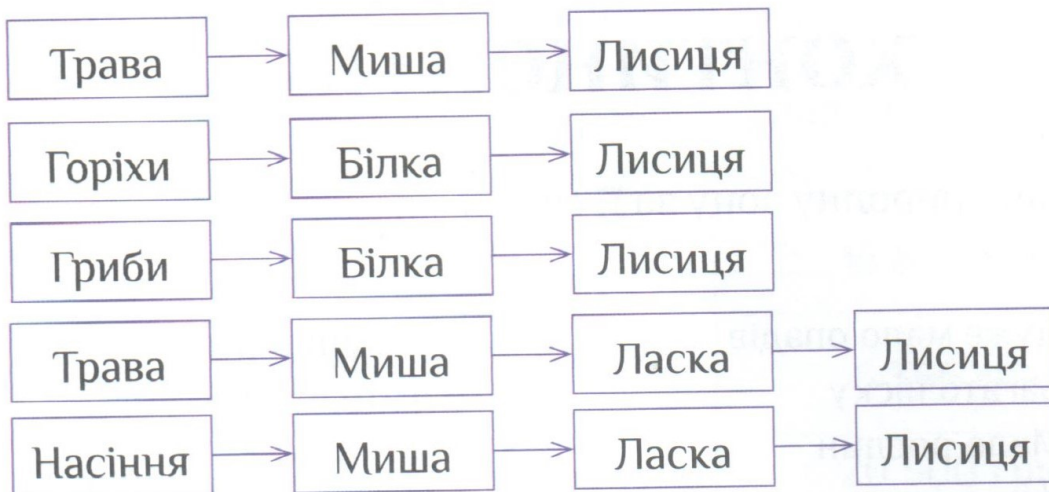 Трава Миша Лисиця
Горіхи Білка Лисиця
Гриби Білка Лисиця
Трава Миша Ласка Лисиця
Насіння Миша Ласка Лисиця